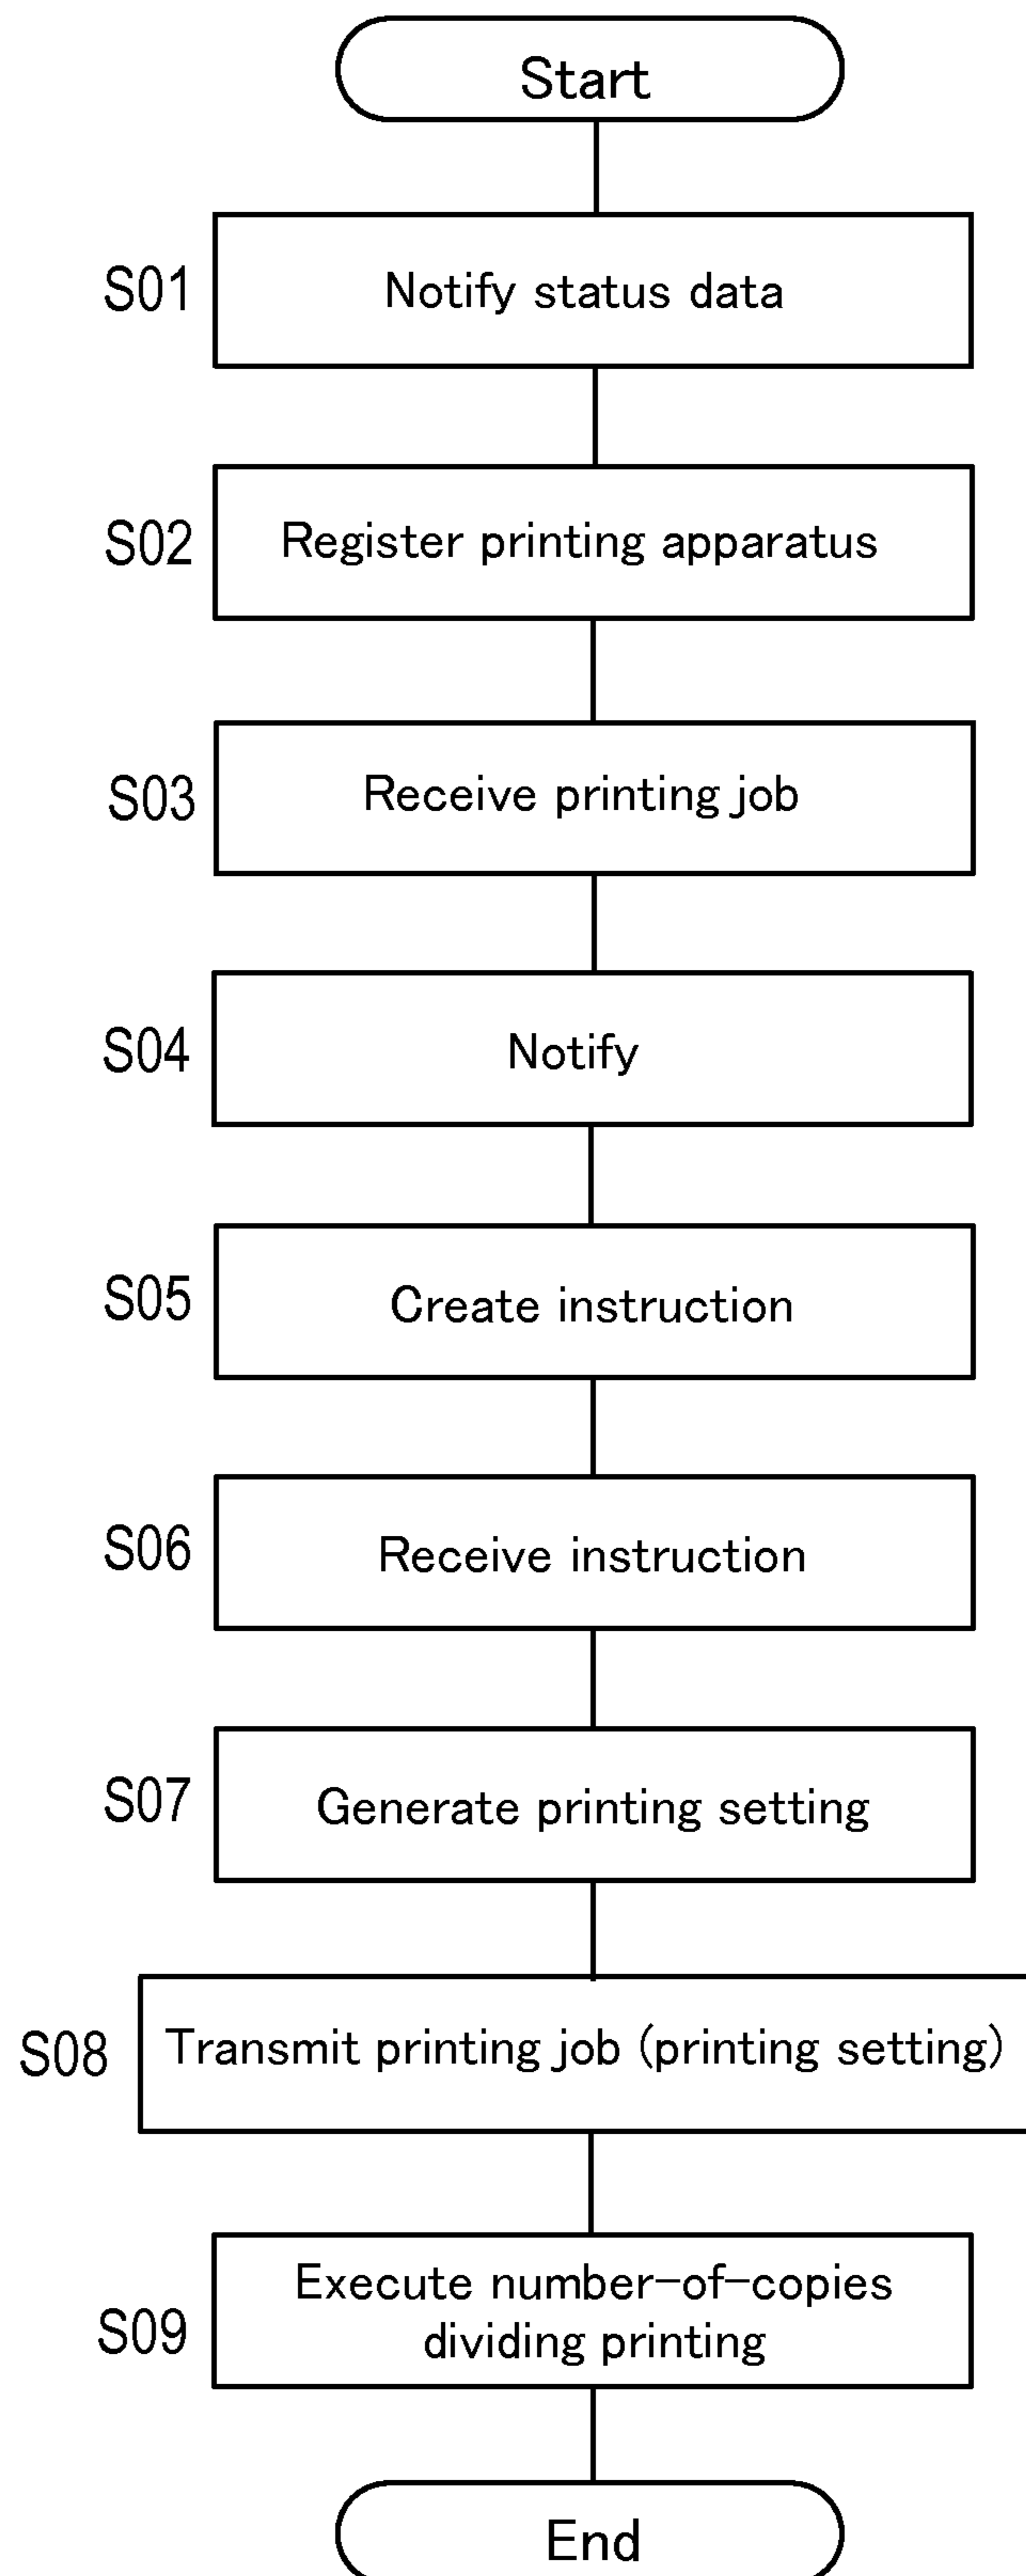 Start
S01
Notify status data
S02
Register printing apparatus
S03
Receive printing job
S04
Notify
S05
Create instruction
S06
Receive instruction
S07
Generate printing setting
S08
Transmit printing job (printing setting)
S09
Execute number-of-copies
dividing printing
End